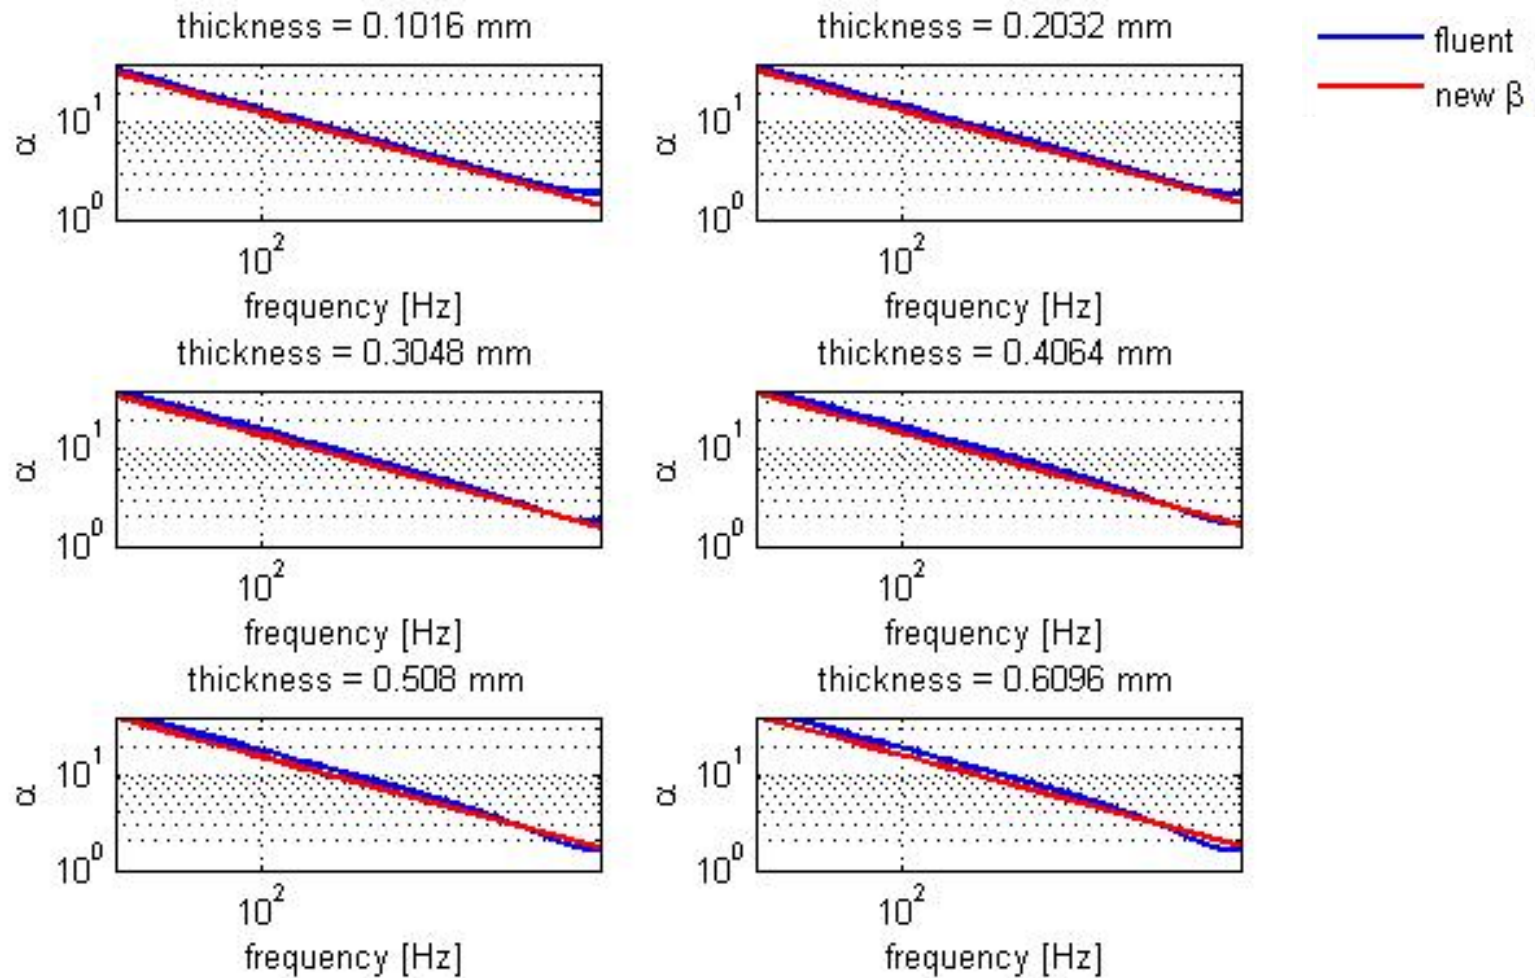 thickness = 0.1016 mm
α
10¹
10⁰
10²
frequency [Hz]
thickness = 0.2032 mm
α
10¹
10⁰
10²
frequency [Hz]
fluent
new β
thickness = 0.3048 mm
α
10¹
10⁰
10²
frequency [Hz]
thickness = 0.4064 mm
α
10¹
10⁰
10²
frequency [Hz]
thickness = 0.508 mm
α
10¹
10⁰
10²
frequency [Hz]
thickness = 0.6096 mm
α
10¹
10⁰
10²
frequency [Hz]